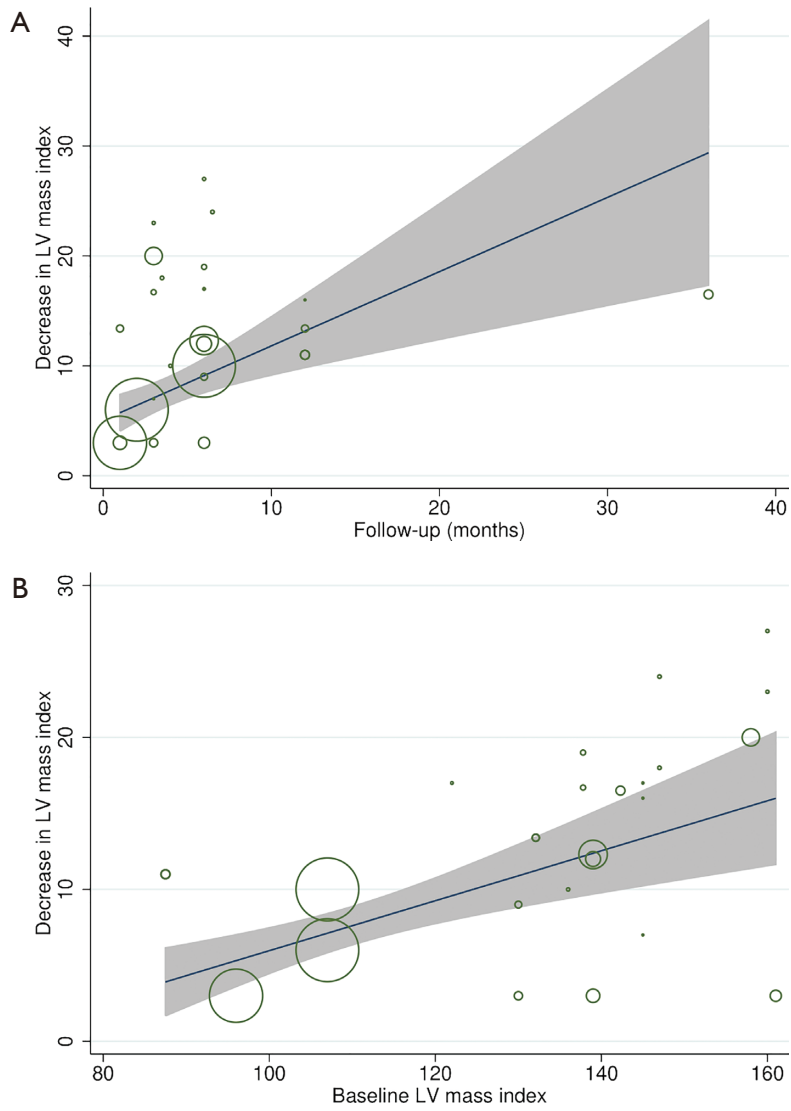 A
Decrease in LV mass index
40
30
20
10
0
0 10 20 30 40
Follow-up (months)
B
Decrease in LV mass index
30
20
10
0
80 100 120 140 160
Baseline LV mass index